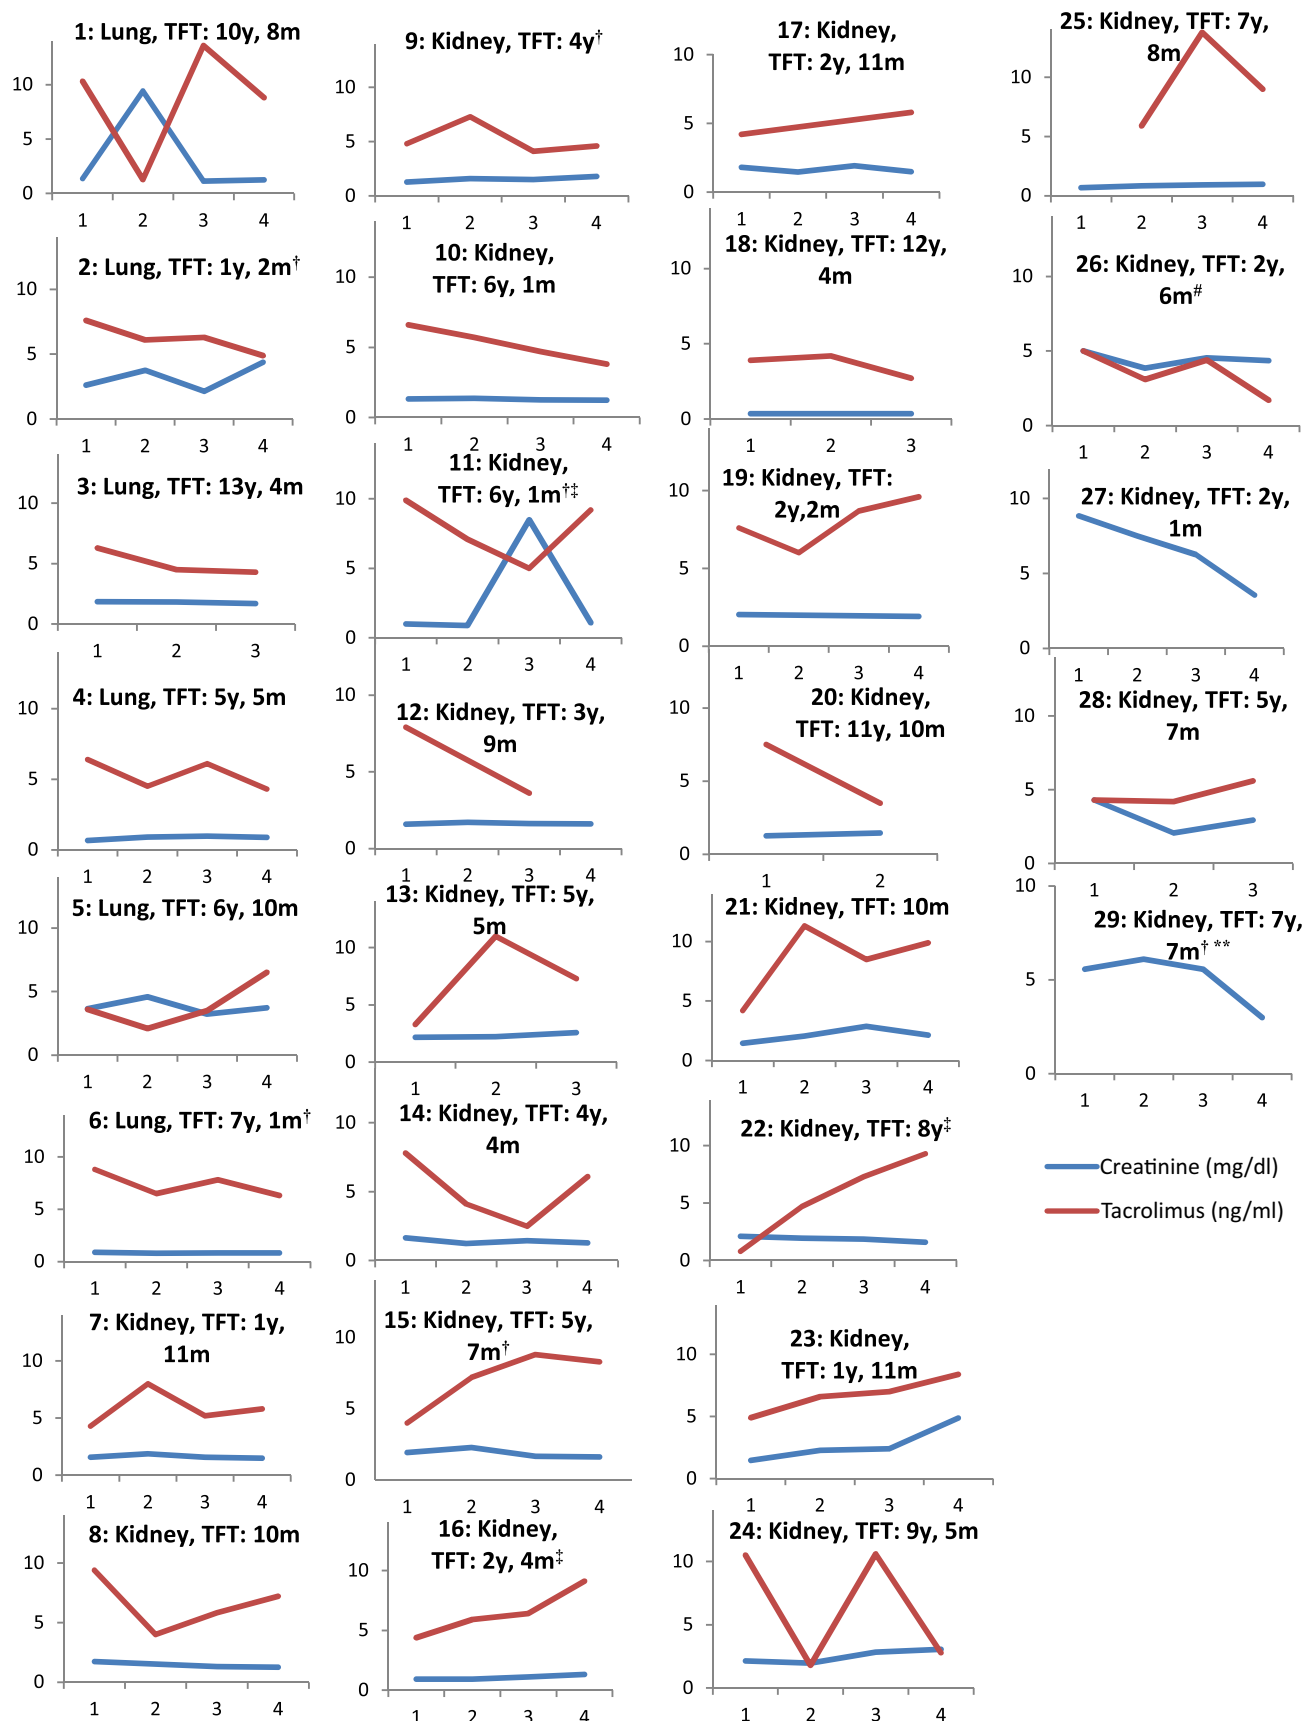 1: Lung, TFT: 10y, 8m
10
5
0
1 2 3 4
2: Lung, TFT: 1y, 2m†
10
5
0
1 2 3 4
3: Lung, TFT: 13y, 4m
10
5
0
1 2 3
4: Lung, TFT: 5y, 5m
10
5
0
1 2 3 4
5: Lung, TFT: 6y, 10m
10
5
0
1 2 3 4
6: Lung, TFT: 7y, 1m†
10
5
0
1 2 3 4
7: Kidney, TFT: 1y,
11m
10
5
0
1 2 3 4
8: Kidney, TFT: 10m
10
5
0
1 2 3 4
9: Kidney, TFT: 4y†
10
5
0
1 2 3 4
10: Kidney,
TFT: 6y, 1m
10
5
0
1 2 3 4
11: Kidney,
TFT: 6y, 1m†‡
10
5
0
1 2 3 4
12: Kidney, TFT: 3y,
9m
10
5
0
1 2 3 4
13: Kidney, TFT: 5y,
5m
10
5
0
1 2 3
14: Kidney, TFT: 4y,
4m
10
5
0
1 2 3 4
15: Kidney, TFT: 5y,
7m†
10
5
0
1 2 3 4
16: Kidney,
TFT: 2y, 4m‡
10
5
0
1 2 3 4
17: Kidney,
TFT: 2y, 11m
10
5
0
1 2 3 4
18: Kidney, TFT: 12y,
4m
10
5
0
1 2 3
19: Kidney, TFT:
2y,2m
10
5
0
1 2 3 4
20: Kidney,
TFT: 11y, 10m
10
5
0
1 2
21: Kidney, TFT: 10m
10
5
0
1 2 3 4
22: Kidney, TFT: 8y‡
10
5
0
1 2 3 4
23: Kidney,
TFT: 1y, 11m
10
5
0
1 2 3 4
24: Kidney, TFT: 9y, 5m
10
5
0
1 2 3 4
25: Kidney, TFT: 7y,
8m
10
5
0
1 2 3 4
26: Kidney, TFT: 2y,
6m#
10
5
0
1 2 3 4
27: Kidney, TFT: 2y,
1m
10
5
0
1 2 3 4
28: Kidney, TFT: 5y,
7m
10
5
0
1 2 3
29: Kidney, TFT: 7y,
7m† **
10
5
0
1 2 3 4
Creatinine (mg/dl)
Tacrolimus (ng/ml)